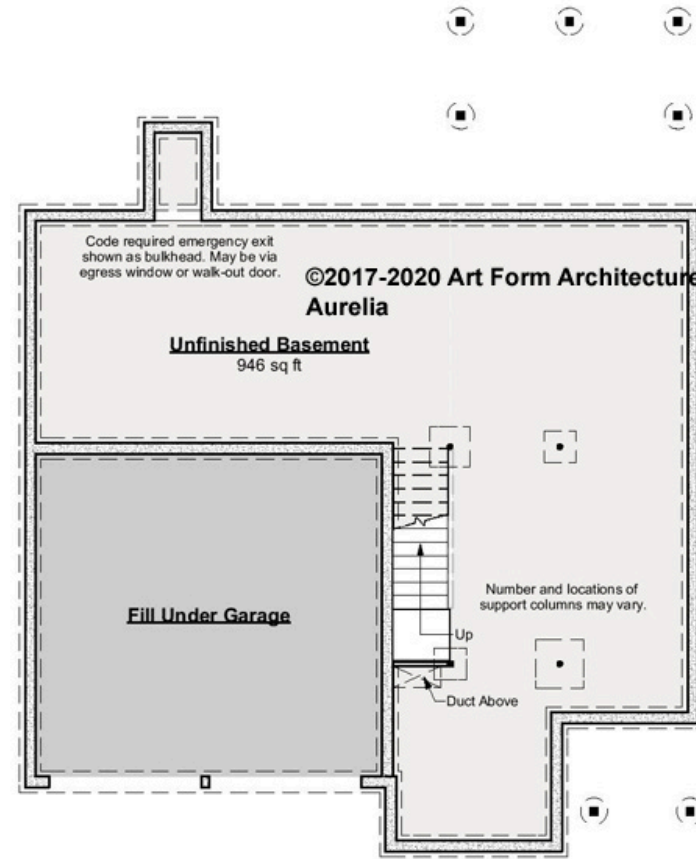 Code required emergency exit
shown as bulkhead. May be via
egress window or walk-out door.
©2017-2020 Art Form Architecture
Aurelia
Unfinished Basement
946 sq ft
Number and locations of
support columns may vary.
Fill Under Garage
Up
Duct Above